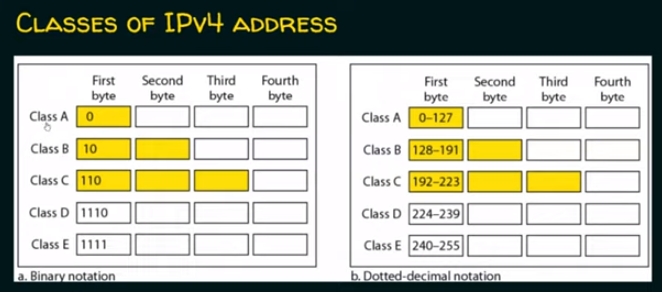 CLASSES OF IPV4 ADDRESS
First byte Second byte Third byte Fourth byte
Class A 0
Class B 10
Class C 110
Class D 1110
Class E 1111
a. Binary notation
First byte Second byte Third byte Fourth byte
Class A 0–127
Class B 128–191
Class C 192–223
Class D 224–239
Class E 240–255
b. Dotted-decimal notation